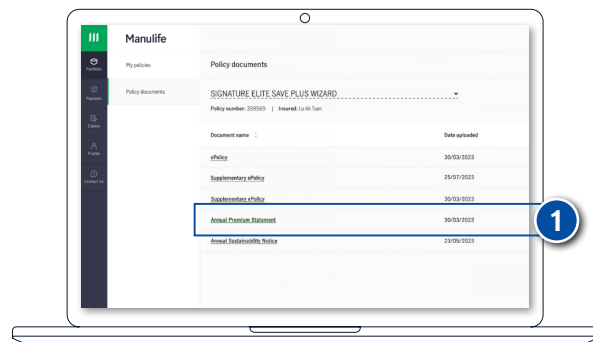 Manulife
Portfolio
My policies
Policy documents
Payment
Policy documents
SIGNATURE ELITE SAVE PLUS WIZARD
Policy number: 359569 | Insured: Lo Ah Tuan
Claims
Document name
Date uploaded
Profile
ePolicy
30/03/2023
Contact Us
Supplementary ePolicy
25/07/2023
Supplementary ePolicy
30/03/2023
Annual Premium Statement
30/03/2023
1
Annual Sustainability Notice
23/05/2023